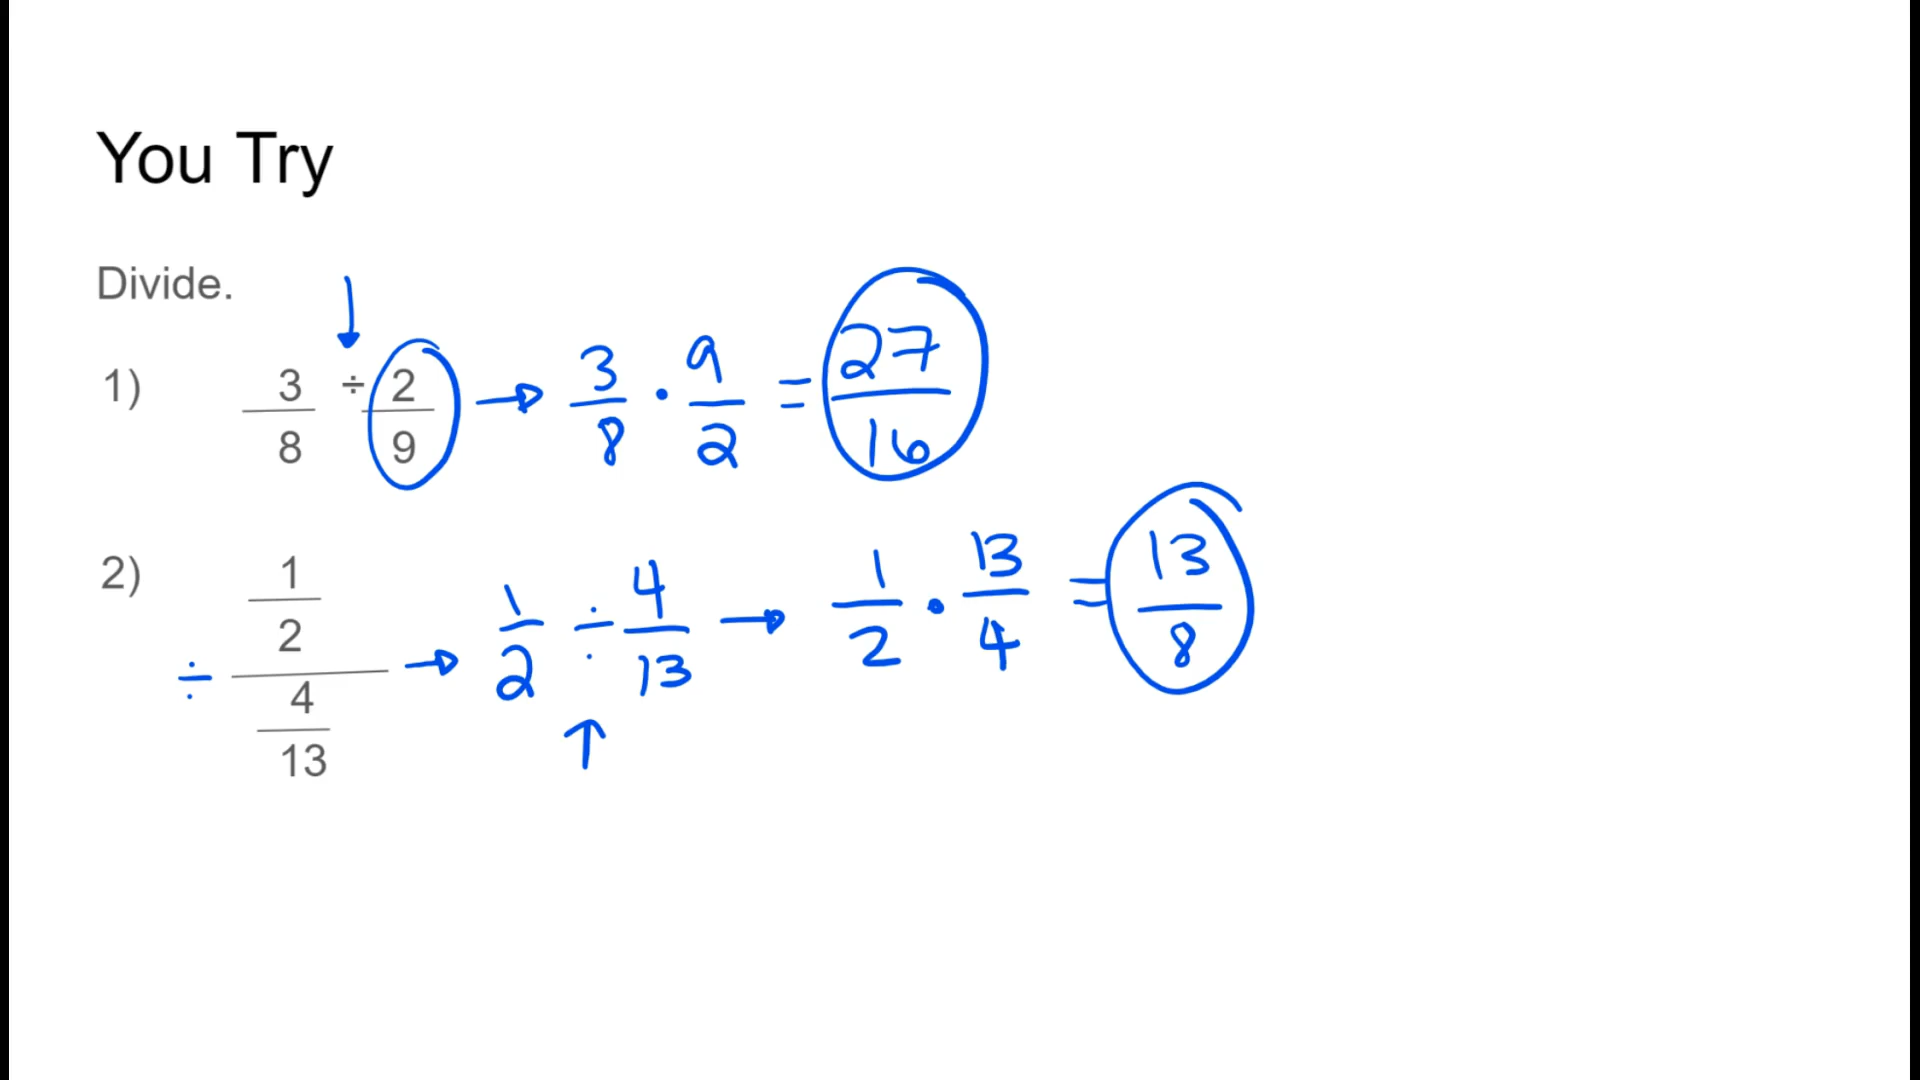 You Try
Divide.
1) 3/8 ÷ 2/9 → 3/8 · 9/2 = 27/16
2) 1/2 ÷ 4/13 → 1/2 ÷ 4/13 → 1/2 · 13/4 = 13/8